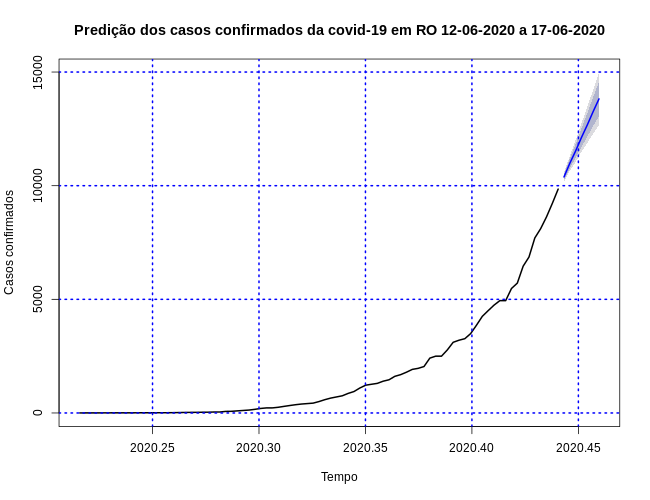 Predição dos casos confirmados da covid-19 em RO 12-06-2020 a 17-06-2020
Casos confirmados
15000
10000
5000
0
2020.25 2020.30 2020.35 2020.40 2020.45
Tempo